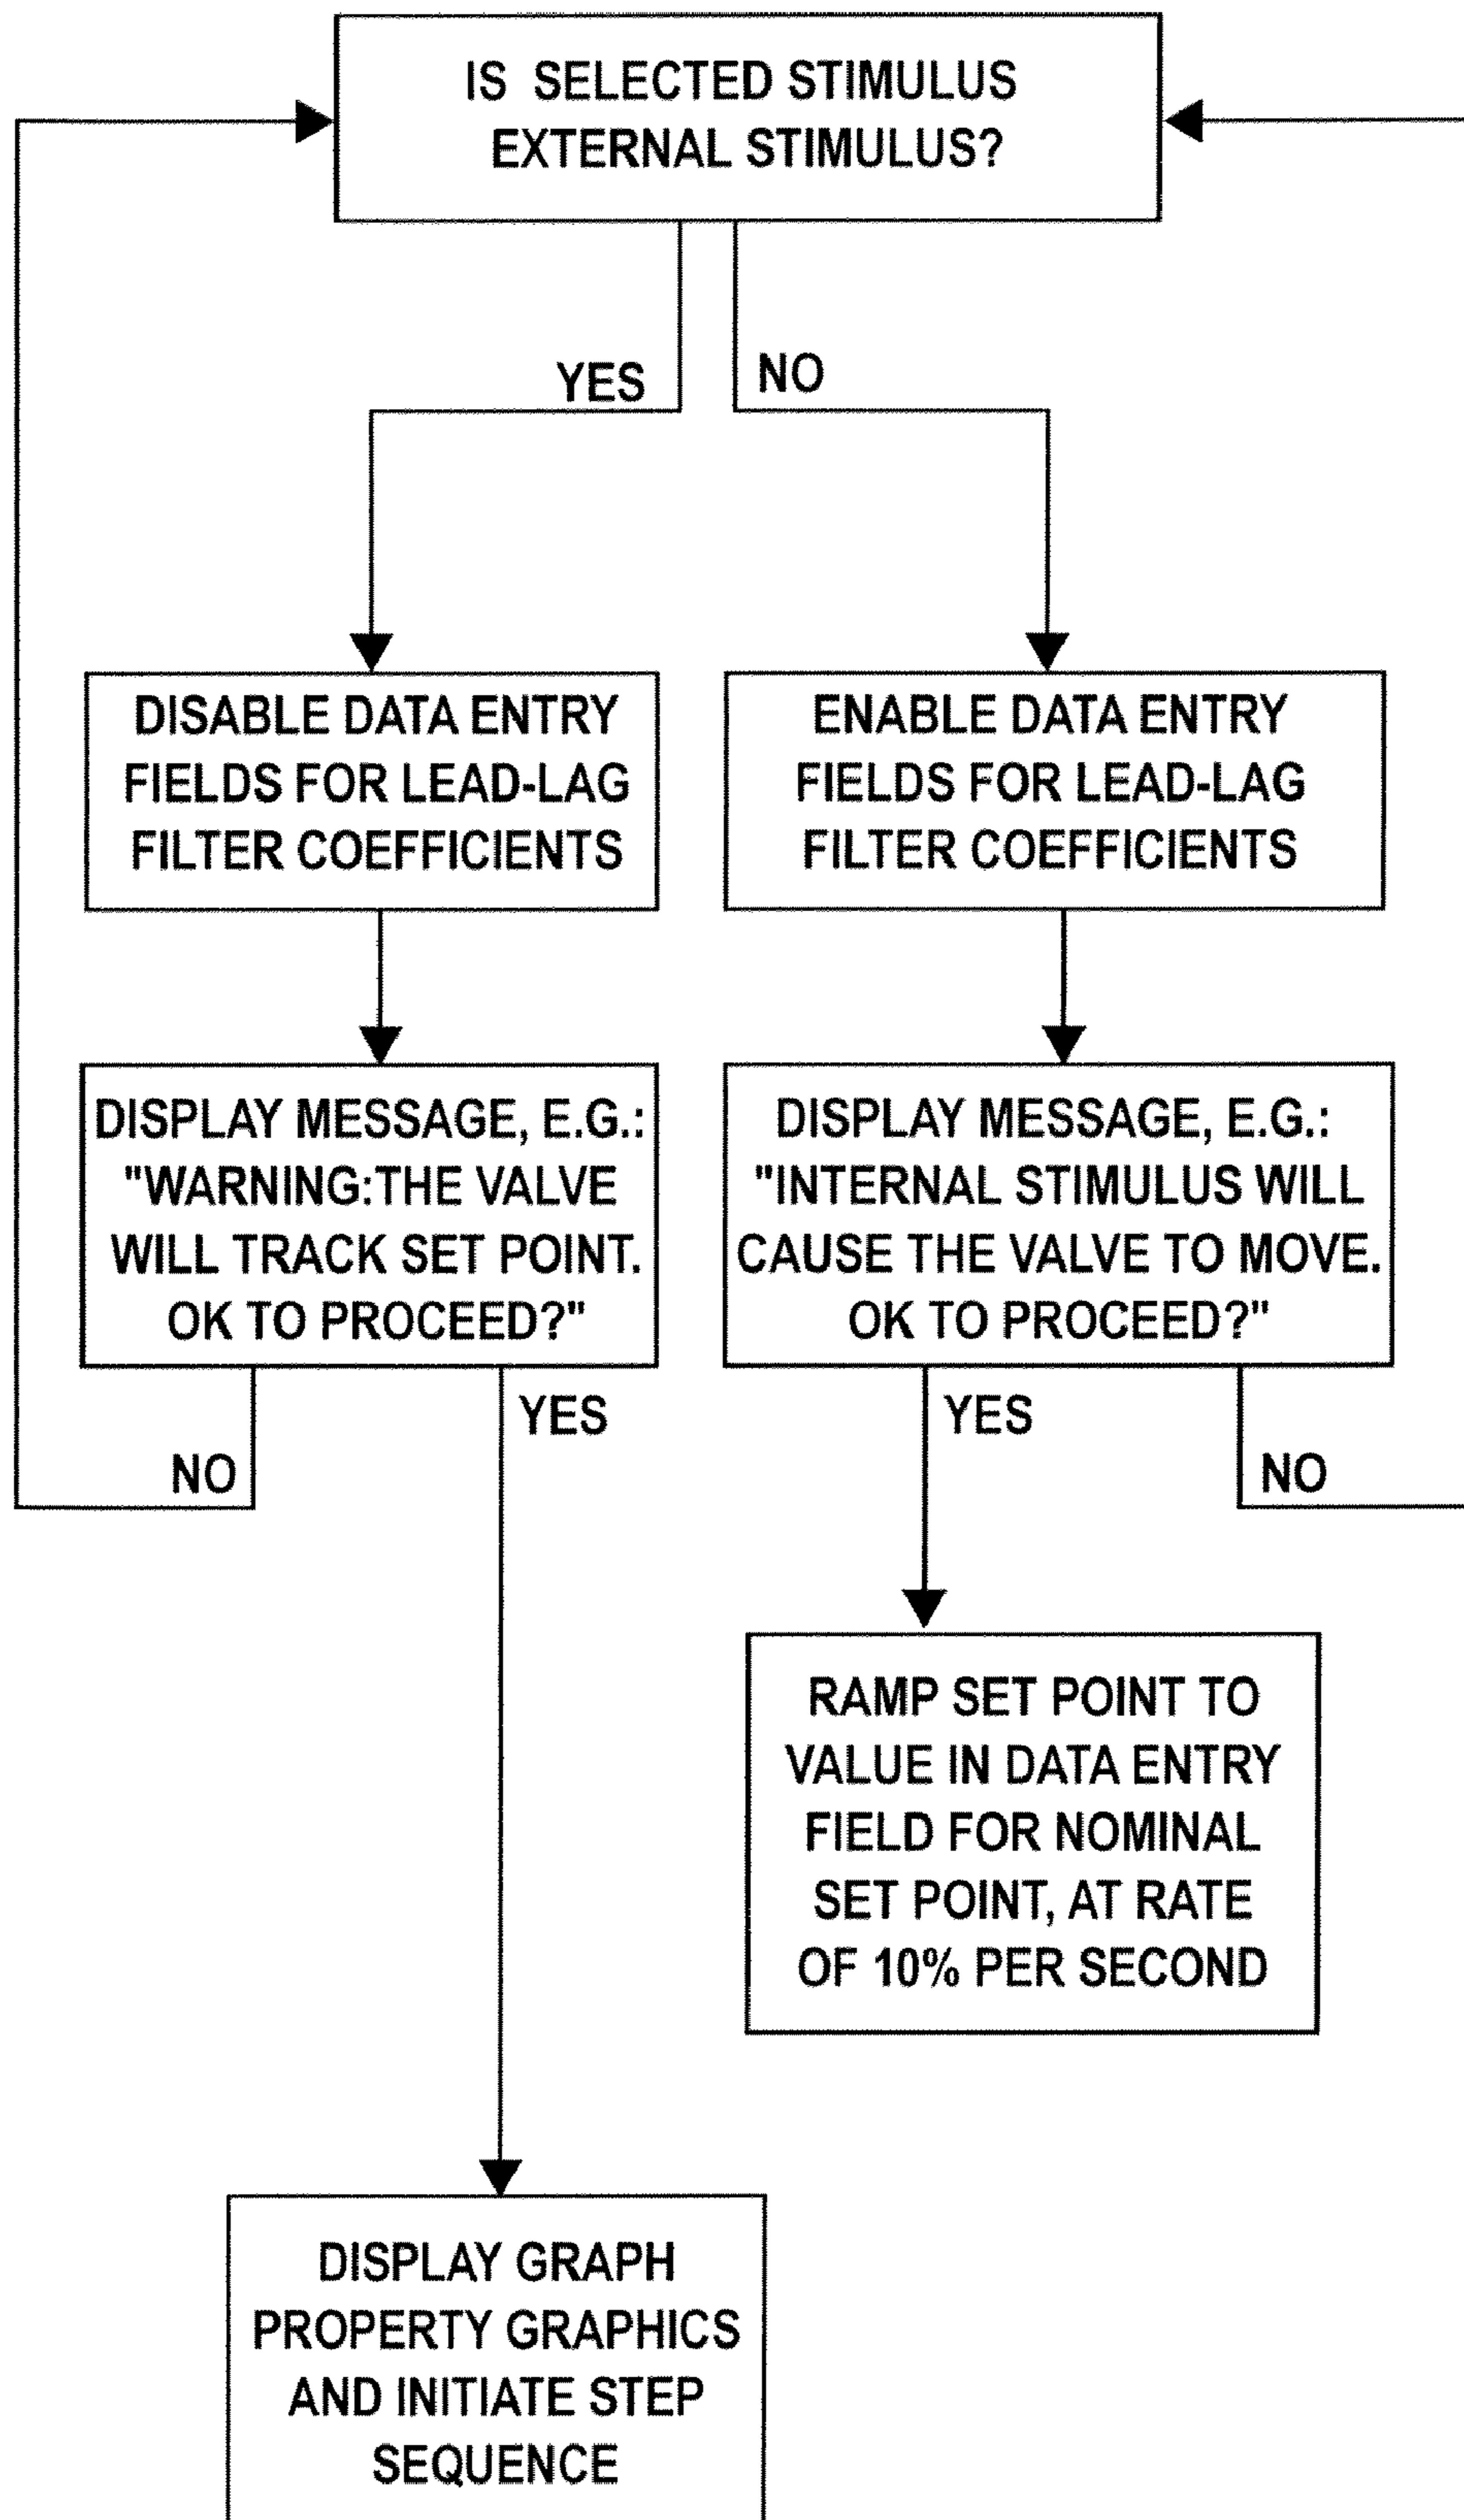 IS SELECTED STIMULUS
EXTERNAL STIMULUS?
YES
NO
DISABLE DATA ENTRY
FIELDS FOR LEAD-LAG
FILTER COEFFICIENTS
ENABLE DATA ENTRY
FIELDS FOR LEAD-LAG
FILTER COEFFICIENTS
DISPLAY MESSAGE, E.G.:
"WARNING:THE VALVE
WILL TRACK SET POINT.
OK TO PROCEED?"
DISPLAY MESSAGE, E.G.:
"INTERNAL STIMULUS WILL
CAUSE THE VALVE TO MOVE.
OK TO PROCEED?"
NO
YES
YES
NO
RAMP SET POINT TO
VALUE IN DATA ENTRY
FIELD FOR NOMINAL
SET POINT, AT RATE
OF 10% PER SECOND
DISPLAY GRAPH
PROPERTY GRAPHICS
AND INITIATE STEP
SEQUENCE